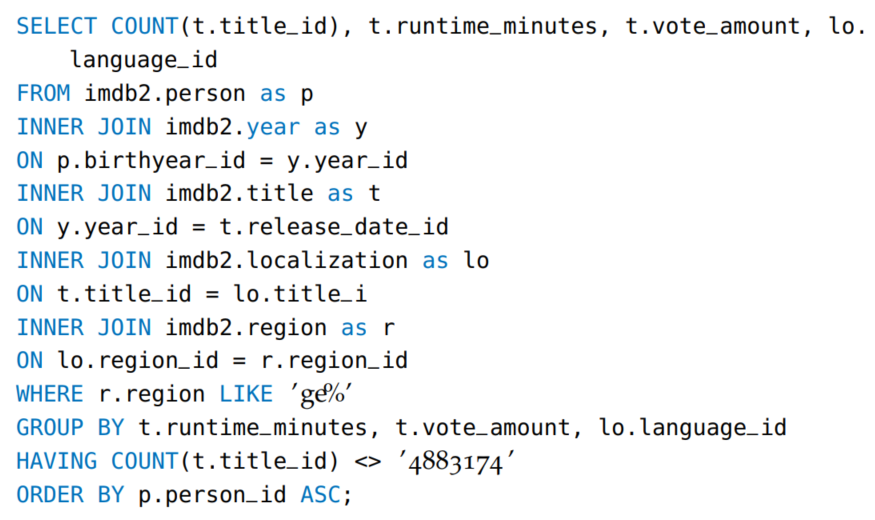 SELECT COUNT(t.title_id), t.runtime_minutes, t.vote_amount, lo.
language_id
FROM imdb2.person as p
INNER JOIN imdb2.year as y
ON p.birthyear_id = y.year_id
INNER JOIN imdb2.title as t
ON y.year_id = t.release_date_id
INNER JOIN imdb2.localization as lo
ON t.title_id = lo.title_i
INNER JOIN imdb2.region as r
ON lo.region_id = r.region_id
WHERE r.region LIKE 'ge%'
GROUP BY t.runtime_minutes, t.vote_amount, lo.language_id
HAVING COUNT(t.title_id) <> '4883174'
ORDER BY p.person_id ASC;